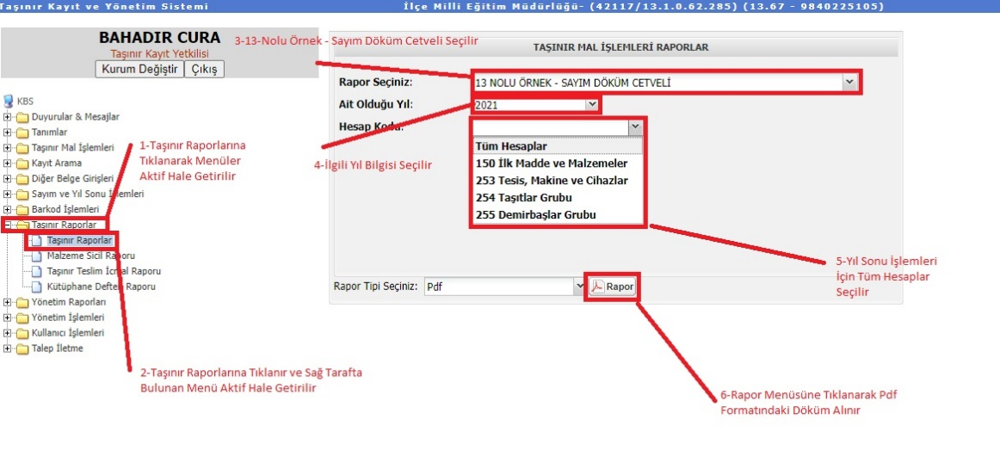 Taşınır Kayıt ve Yönetim Sistemi
İlçe Milli Eğitim Müdürlüğü- (42117/13.1.0.62.285) (13.67 - 9840225105)
BAHADIR CURA
Taşınır Kayıt Yetkilisi
Kurum Değiştir Çıkış
3-13-Nolu Örnek - Sayım Döküm Cetveli Seçilir
TAŞINIR MAL İŞLEMLERİ RAPORLAR
Rapor Seçiniz: 13 NOLU ÖRNEK - SAYIM DÖKÜM CETVELİ
Ait Olduğu Yıl: 2021
Hesap Kodu:
Tüm Hesaplar
150 İlk Madde ve Malzemeler
253 Tesis, Makine ve Cihazlar
254 Taşıtlar Grubu
255 Demirbaşlar Grubu
4-İlgili Yıl Bilgisi Seçilir
1-Taşınır Raporlarına
Tıklanarak Menüler
Aktif Hale Getirilir
KBS
Duyurular & Mesajlar
Tanımlar
Taşınır Mal İşlemleri
Kayıt Arama
Diğer Belge Girişleri
Sayım ve Yıl Sonu İşlemleri
Barkod İşlemleri
Taşınır Raporlar
Taşınır Raporlar
Malzeme Sicil Raporu
Taşınır Teslim İcmal Raporu
Kütüphane Defteri Raporu
Yönetim Raporları
Yönetim İşlemleri
Kullanıcı İşlemleri
Talep İletme
5-Yıl Sonu İşlemleri
İçin Tüm Hesaplar
Seçilir
Rapor Tipi Seçiniz: Pdf Rapor
2-Taşınır Raporlarına Tıklanır ve Sağ Tarafta
Bulunan Menü Aktif Hale Getirilir
6-Rapor Menüsüne Tıklanarak Pdf
Formatındaki Döküm Alınır